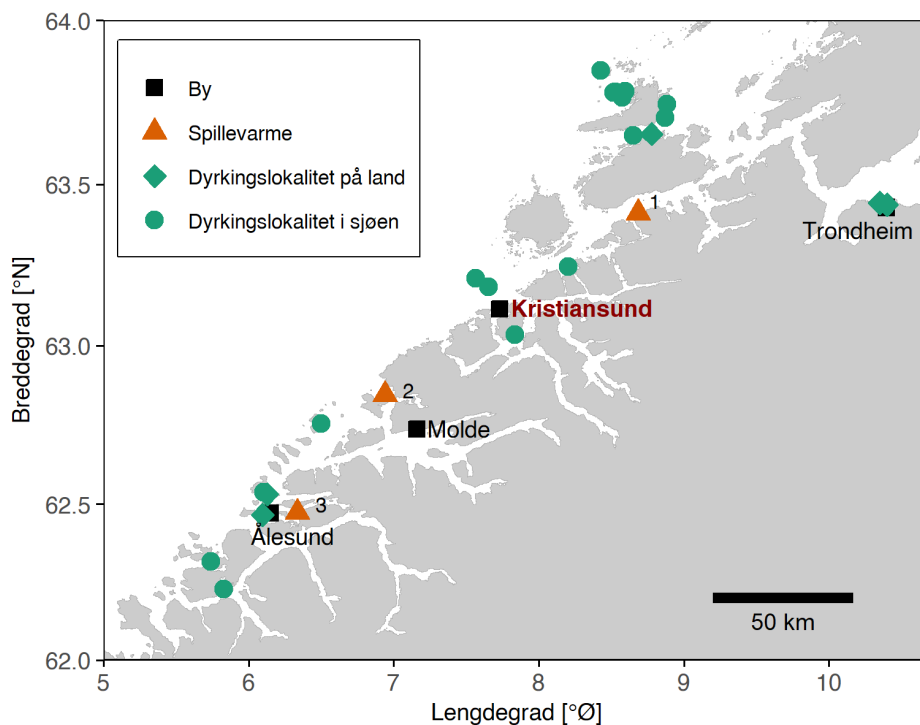 64.0
63.5
63.0
62.5
62.0
Breddegrad [°N]
By
Spillevarme
Dyrkingslokalitet på land
Dyrkingslokalitet i sjøen
1
Trondheim
Kristiansund
2
Molde
3
Ålesund
50 km
5
6
7
8
9
10
Lengdegrad [°Ø]